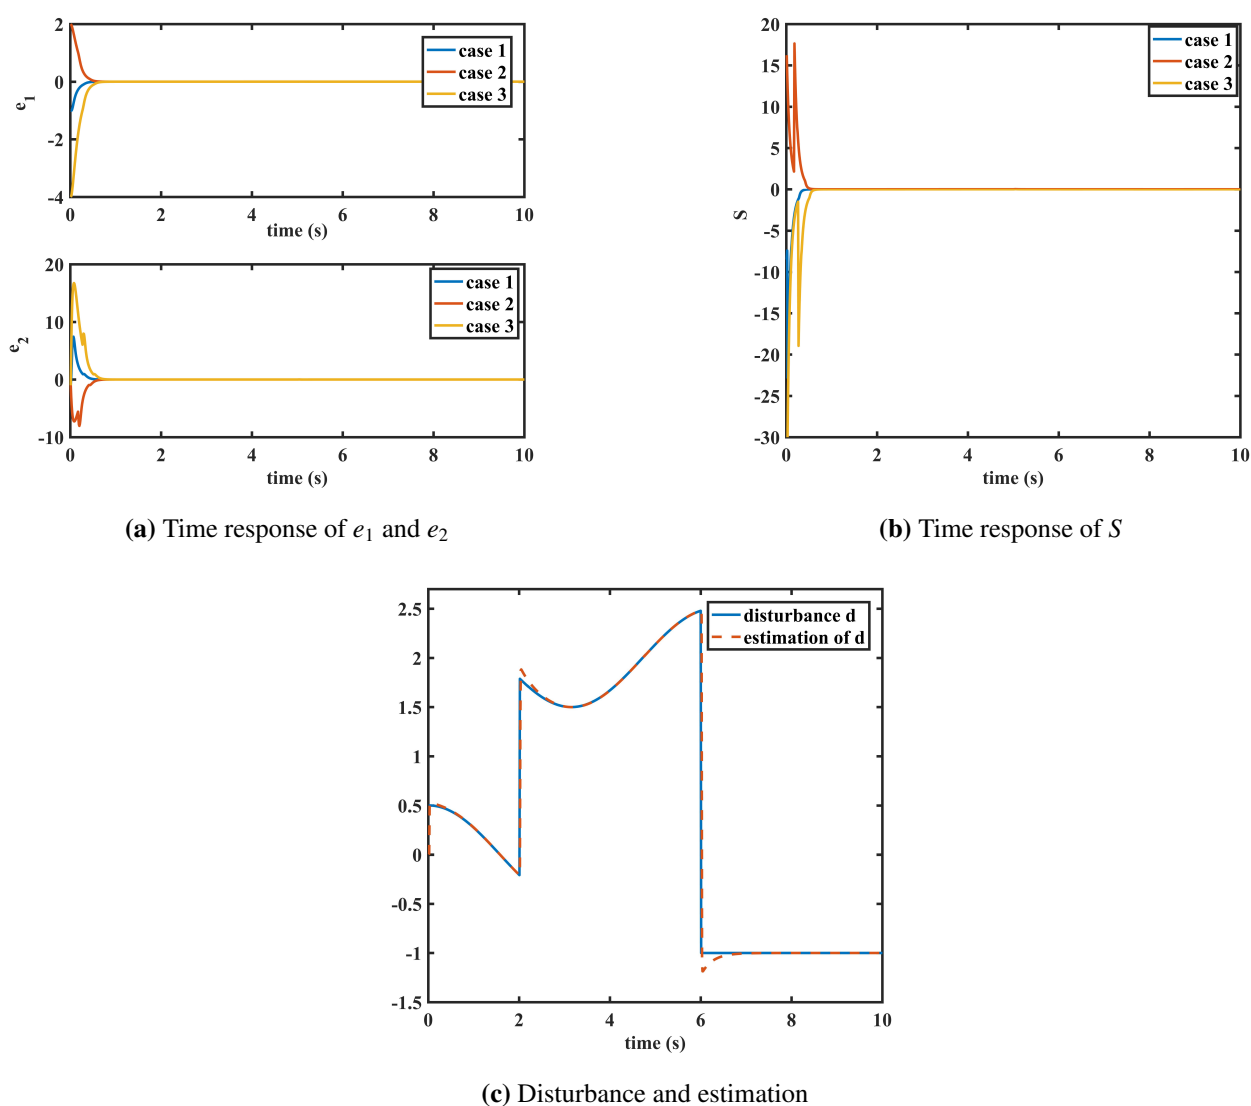 2
0
-2
-4
e1
case 1
case 2
case 3
0 2 4 6 8 10
time (s)
20
10
0
-10
e2
case 1
case 2
case 3
0 2 4 6 8 10
time (s)
(a) Time response of e1 and e2
20
15
10
5
0
-5
-10
-15
-20
-25
-30
S
case 1
case 2
case 3
0 2 4 6 8 10
time (s)
(b) Time response of S
2.5
2
1.5
1
0.5
0
-0.5
-1
-1.5
disturbance d
estimation of d
0 2 4 6 8 10
time (s)
(c) Disturbance and estimation